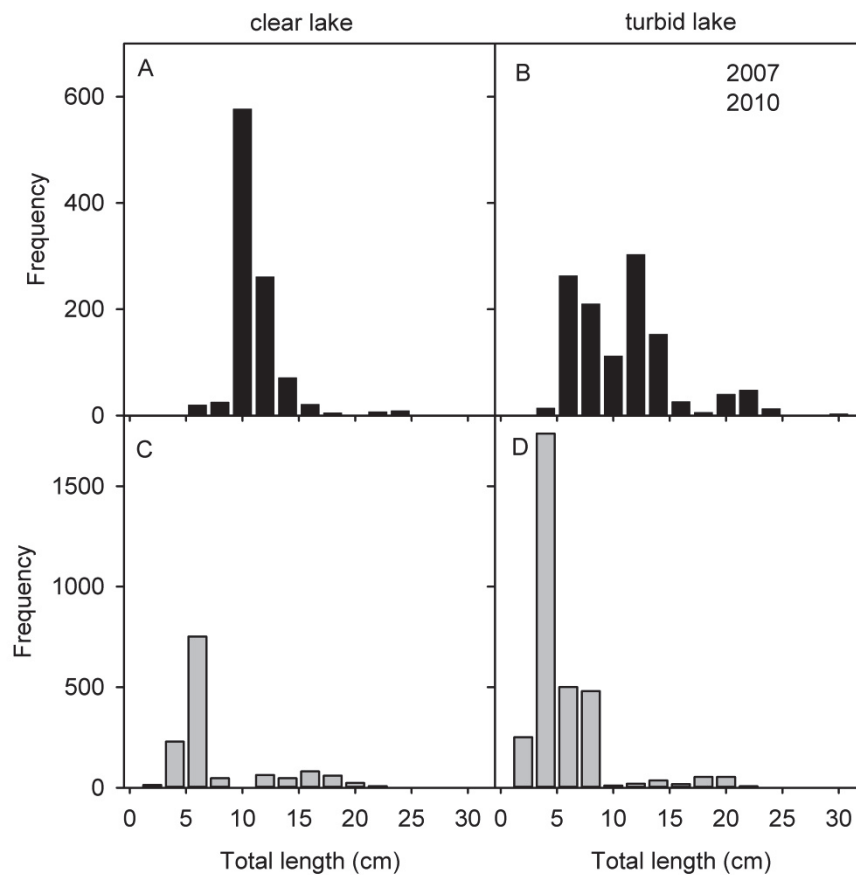 clear lake
turbid lake
A
B
2007
2010
600
400
200
0
Frequency
C
D
1500
1000
500
0
Frequency
0 5 10 15 20 25 30
0 5 10 15 20 25 30
Total length (cm)
Total length (cm)